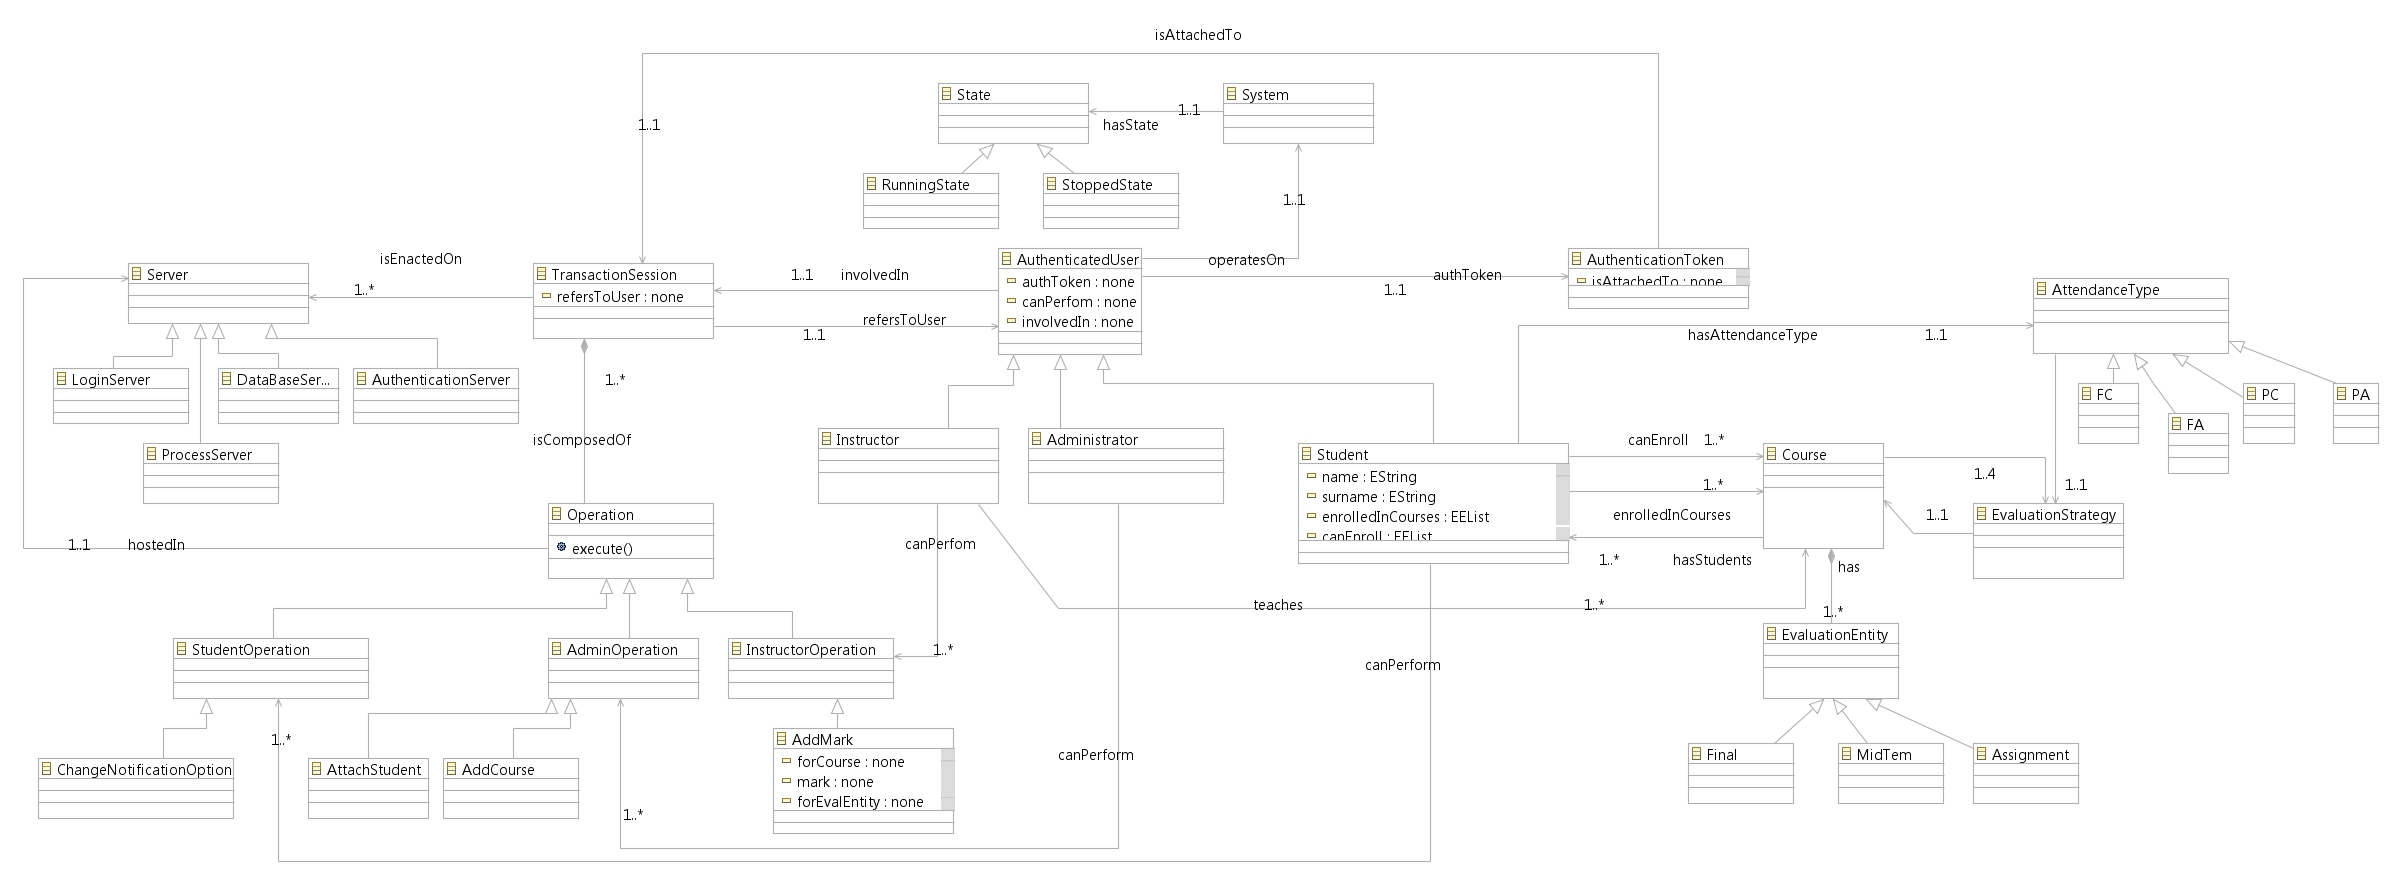 isAttachedTo
State
System
1..1
hasState
1..1
RunningState
StoppedState
1..1
isEnactedOn
Server
TransactionSession
refersToUser : none
1..*
1..1
involvedIn
AuthenticatedUser
authToken : none
canPerfom : none
involvedIn : none
operatesOn
authToken
1..1
AuthenticationToken
isAttachedTo : none
AttendanceType
refersToUser
1..1
hasAttendanceType
1..1
LoginServer
DataBaseSer...
AuthenticationServer
1..*
FC
FA
PC
PA
ProcessServer
isComposedOf
Instructor
Administrator
Student
name : EString
surname : EString
enrolledInCourses : EEList
canEnroll : EEList
canEnroll
1..*
Course
1..4
1..*
1..1
enrolledInCourses
1..1
EvaluationStrategy
Operation
execute()
1..1
hostedIn
canPerfom
1..*
hasStudents
has
teaches
1..*
1..*
StudentOperation
AdminOperation
InstructorOperation
1..*
canPerform
EvaluationEntity
1..*
AddMark
forCourse : none
mark : none
forEvalEntity : none
canPerform
Final
MidTem
Assignment
ChangeNotificationOption
AttachStudent
AddCourse
1..*